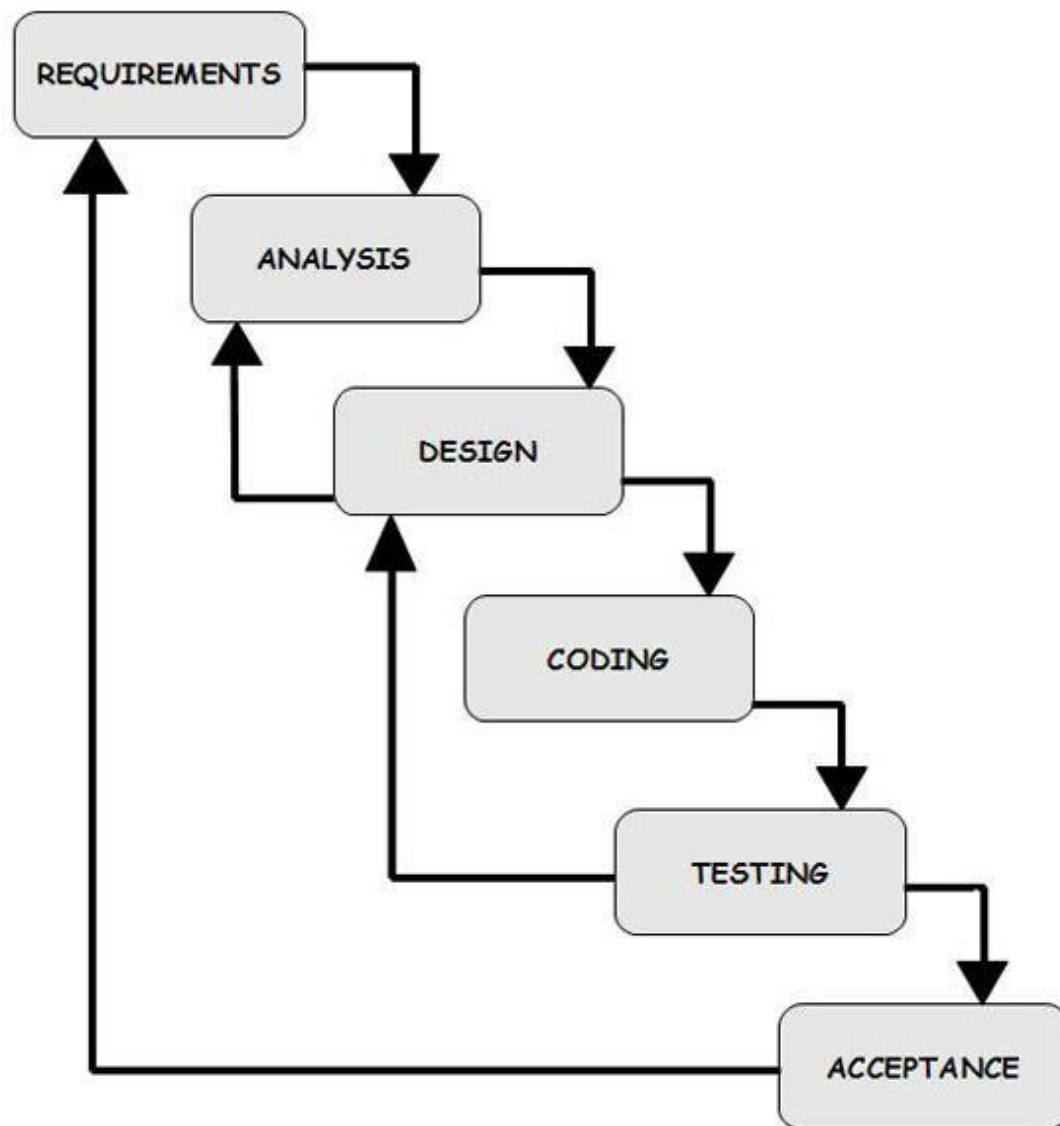 REQUIREMENTS
ANALYSIS
DESIGN
CODING
TESTING
ACCEPTANCE